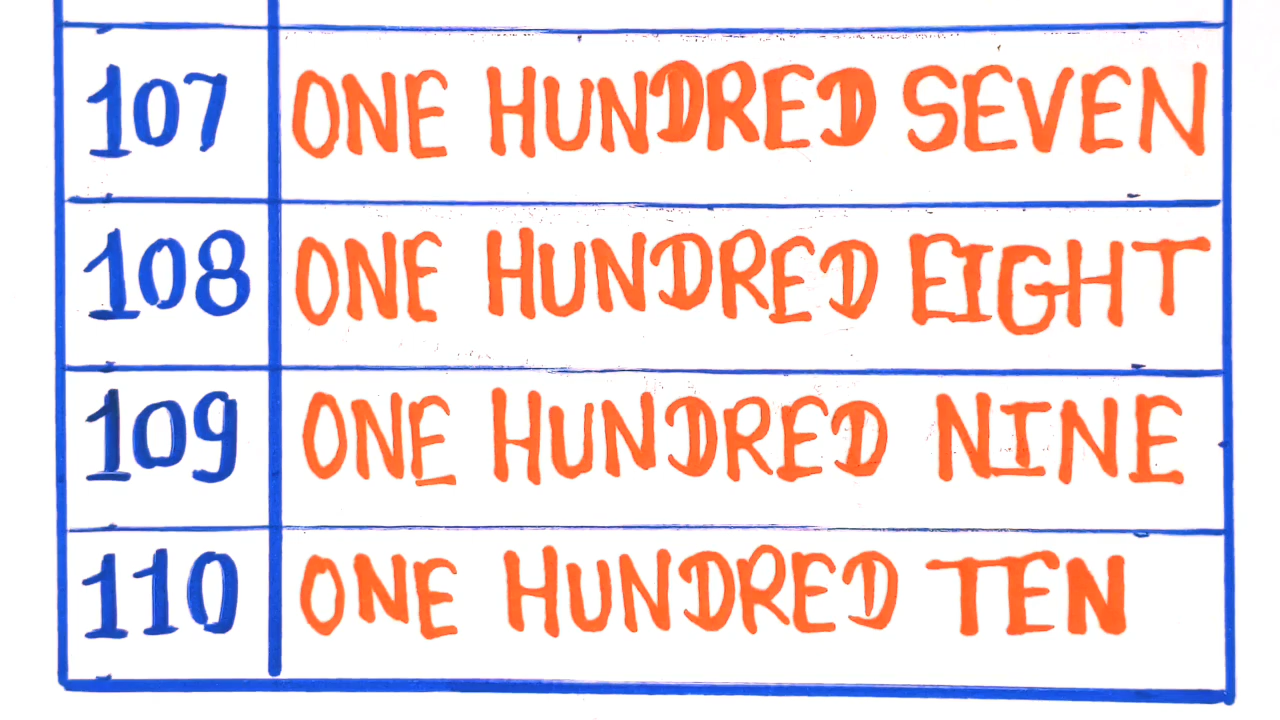 107 ONE HUNDRED SEVEN
108 ONE HUNDRED EIGHT
109 ONE HUNDRED NINE
110 ONE HUNDRED TEN